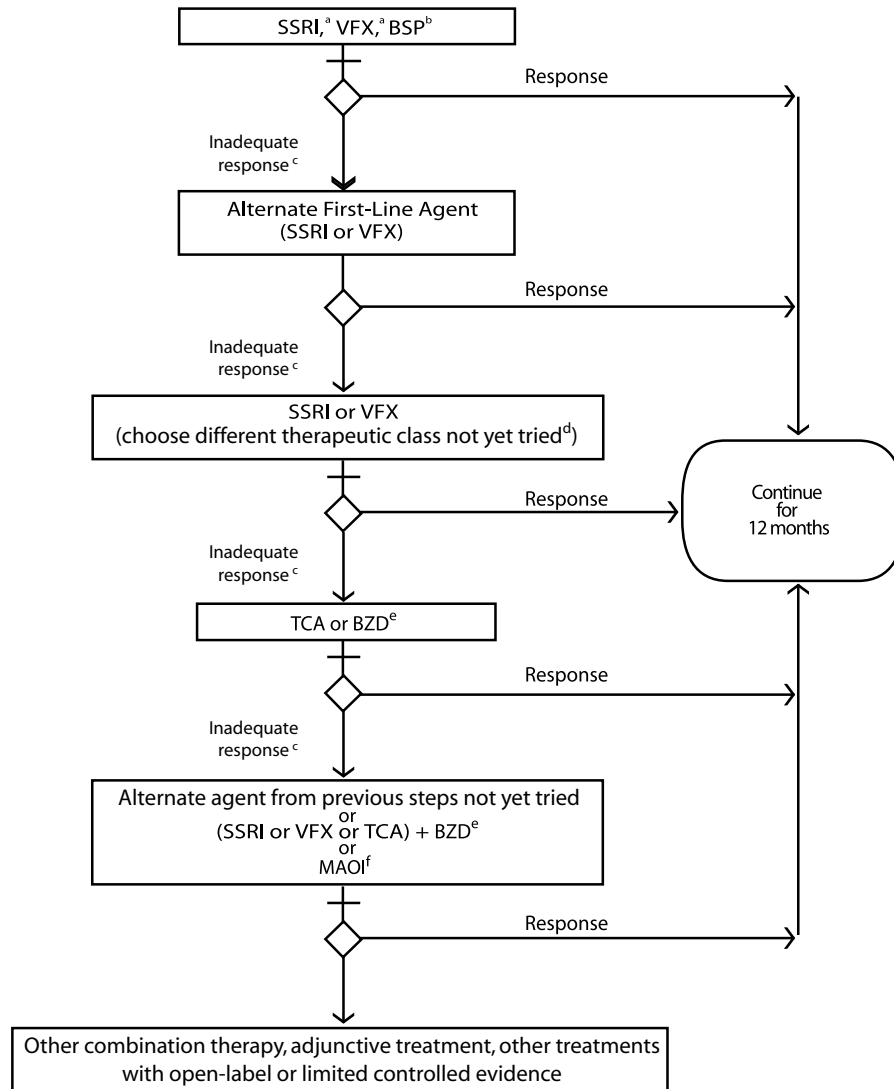 SSRI,ᵃ VFX,ᵃ BSPᵇ
Response
Inadequate
response ᶜ
Alternate First-Line Agent
(SSRI or VFX)
Response
Inadequate
response ᶜ
SSRI or VFX
(choose different therapeutic class not yet triedᵈ)
Response
Continue
for
12 months
Inadequate
response ᶜ
TCA or BZDᵉ
Response
Inadequate
response ᶜ
Alternate agent from previous steps not yet tried
or
(SSRI or VFX or TCA) + BZDᵉ
or
MAOIᶠ
Response
Other combination therapy, adjunctive treatment, other treatments
with open-label or limited controlled evidence